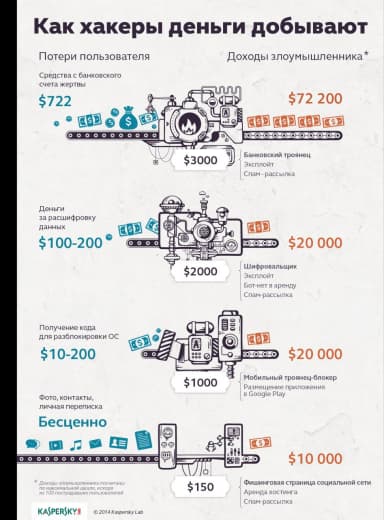 Как хакеры деньги добывают
Потери пользователя
Доходы злоумышленника*
Средства с банковского
счета жертвы
$722
$72 200
$3000
Банковский троянец
Эксплойт
Спам-рассылка
Деньги
за расшифровку
данных
$100-200
$20 000
$2000
Шифровальщик
Эксплойт
Бот-нет в аренду
Спам-рассылка
Получение кода
для разблокировки ОС
$10-200
$20 000
$1000
Мобильный троянец-блокер
Размещение приложения
в Google Play
Фото, контакты,
личная переписка
Бесценно
$10 000
$150
Фишинговая страница социальной сети
Аренда хостинга
Спам-рассылка
* Доходы злоумышленника посчитаны
по максимальной шкале, исходя
из 100 пострадавших пользователей
KASPERSKY
© 2014 Kaspersky Lab